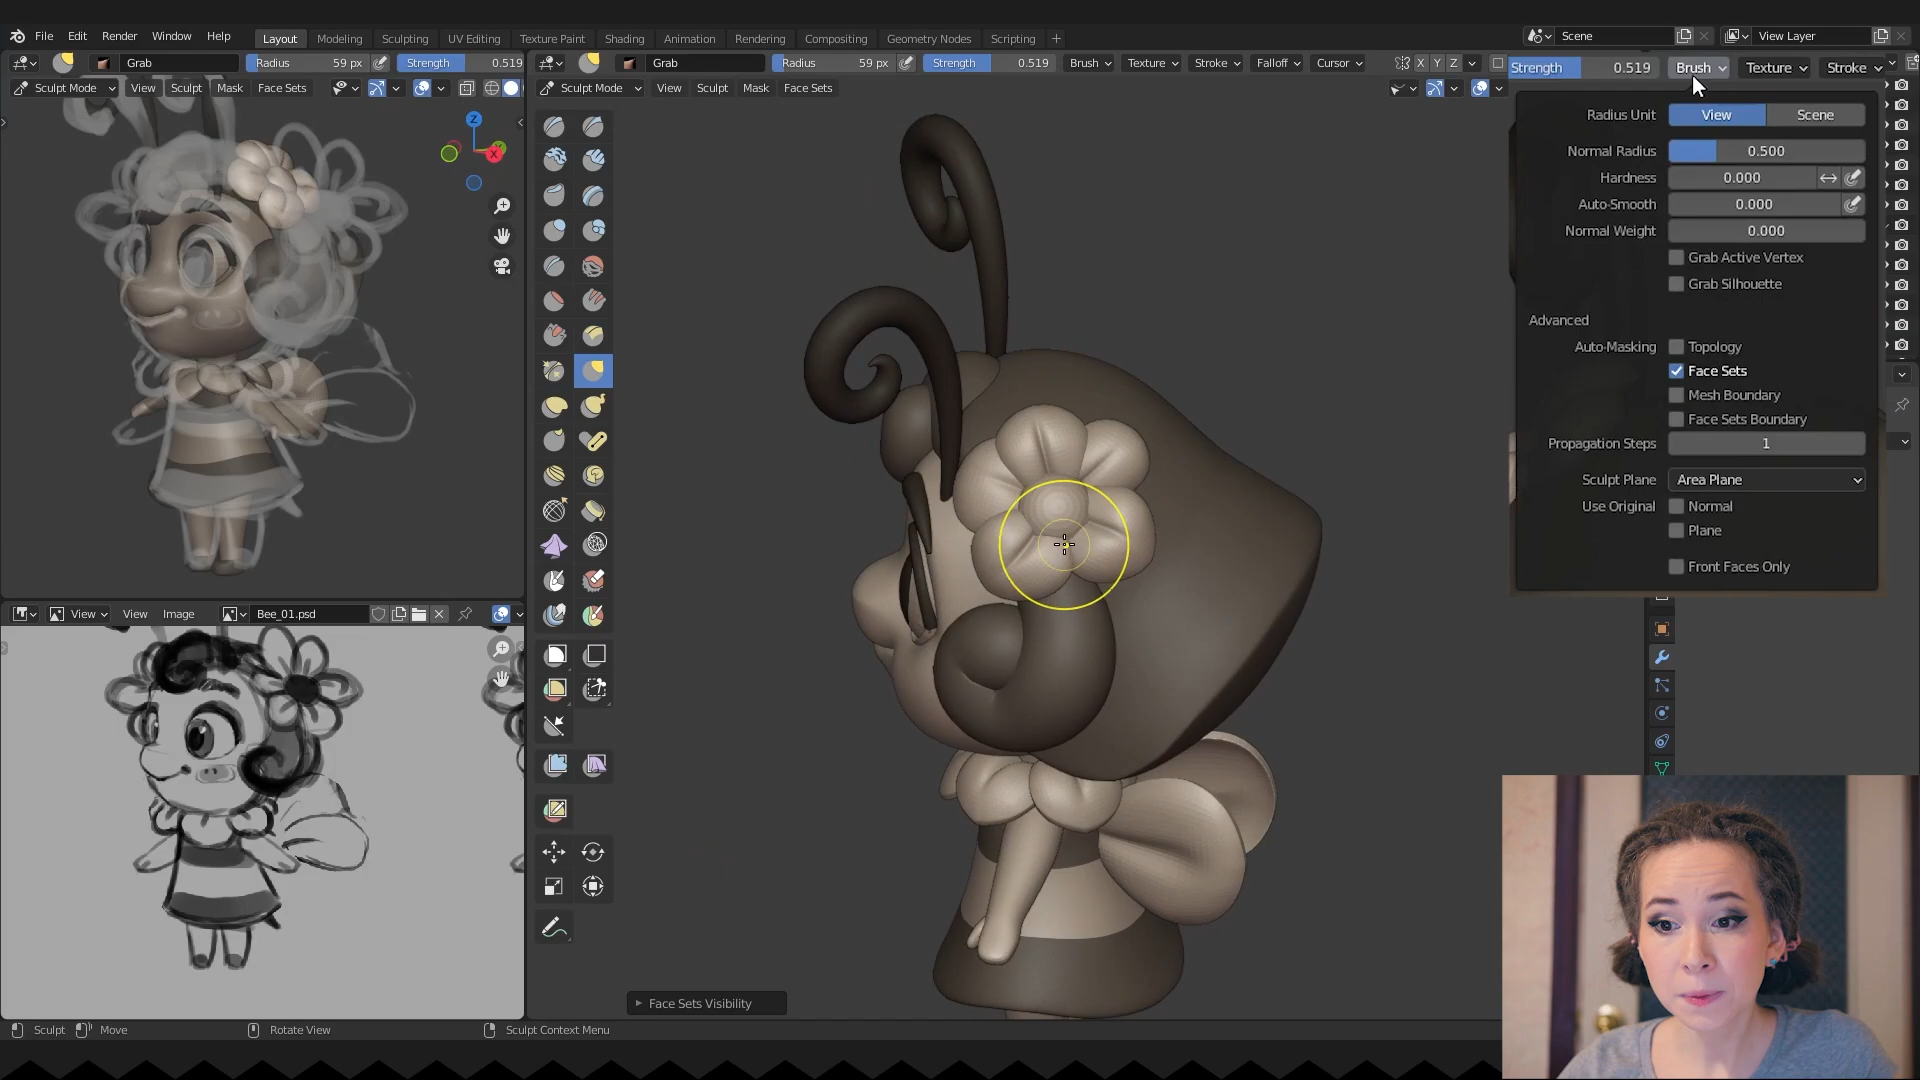 File Edit Render Window Help Layout Modeling Sculpting UV Editing Texture Paint Shading Animation Rendering Compositing Geometry Nodes Scripting + Scene View Layer
Grab Radius 59 px Strength 0.519
Grab Radius 59 px Strength 0.519 Brush Texture Stroke Falloff Cursor X Y Z
Strength 0.519 Brush Texture Stroke
Sculpt Mode View Sculpt Mask Face Sets
Sculpt Mode View Sculpt Mask Face Sets
Z
X
Radius Unit View Scene
Normal Radius 0.500
Hardness 0.000
Auto-Smooth 0.000
Normal Weight 0.000
Grab Active Vertex
Grab Silhouette
Advanced
Auto-Masking Topology
Face Sets
Mesh Boundary
Face Sets Boundary
Propagation Steps 1
Sculpt Plane Area Plane
Use Original Normal
Plane
Front Faces Only
View View Image Bee_01.psd
Face Sets Visibility
Sculpt Move Rotate View Sculpt Context Menu